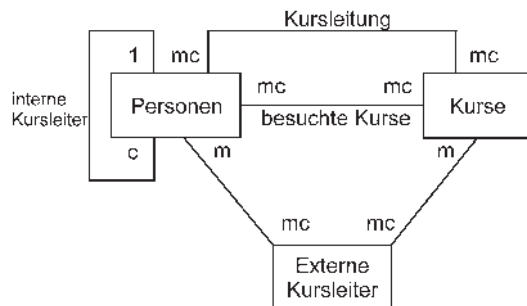 Kursleitung
1
mc
mc
interne
Kursleiter
Personen
mc
mc
besuchte Kurse
Kurse
c
m
m
mc
mc
Externe
Kursleiter